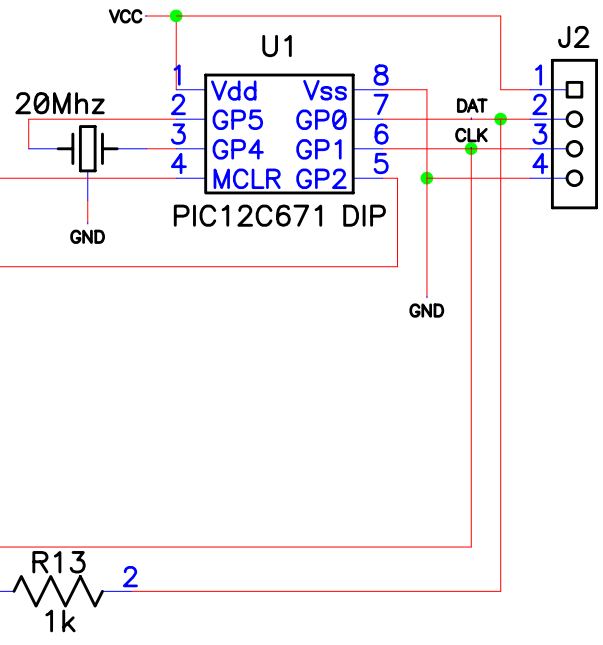 VCC
U1
J2
1 Vdd Vss 8
2 GP5 GP0 7
3 GP4 GP1 6
4 MCLR GP2 5
PIC12C671 DIP
20Mhz
GND
DAT
CLK
1
2
3
4
GND
R13
2
1k